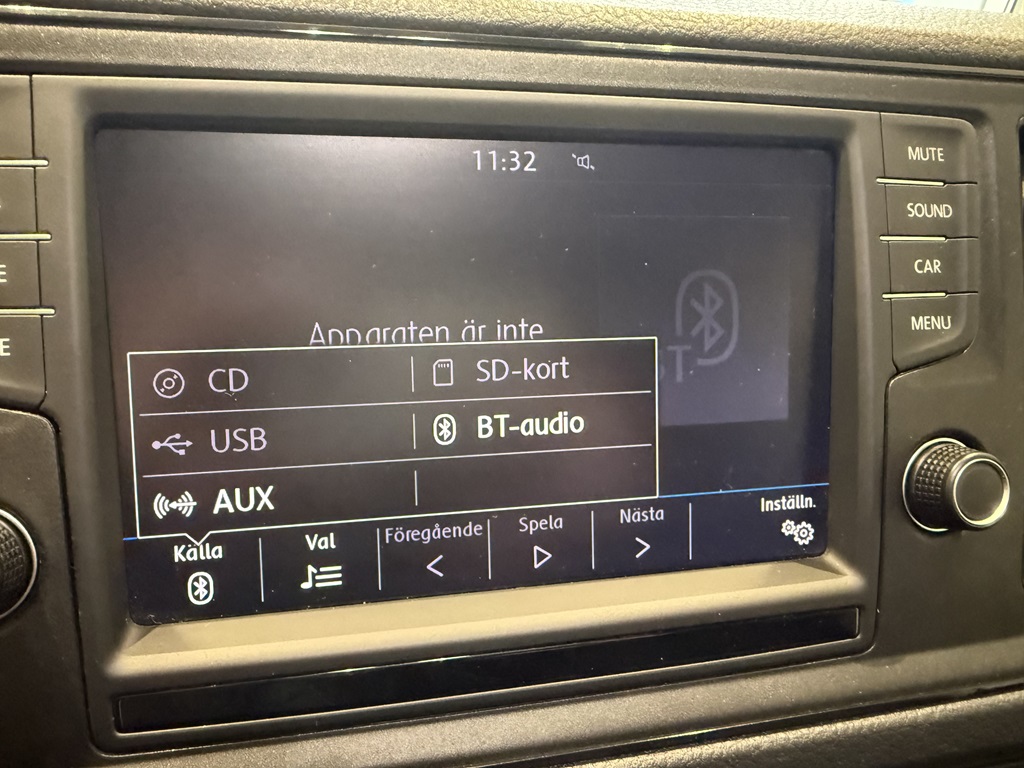 11:32
MUTE
SOUND
CAR
MENU
Apparaten är inte
CD
SD-kort
USB
BT-audio
AUX
BT
E
E
Källa
Val
Föregående
Spela
Nästa
Inställn.